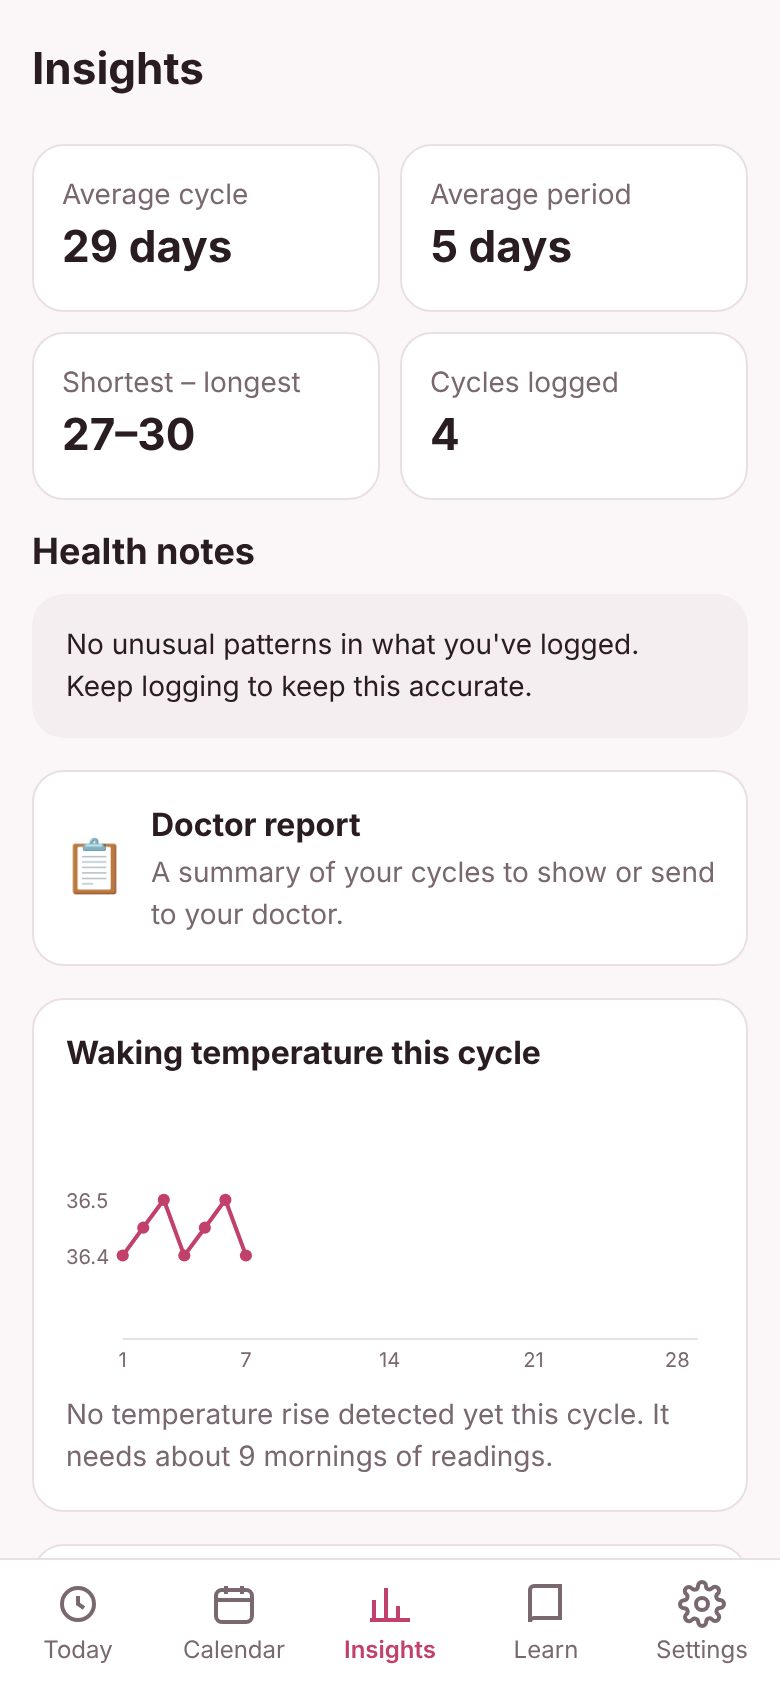 Insights
Average cycle
29 days
Average period
5 days
Shortest – longest
27–30
Cycles logged
4
Health notes
No unusual patterns in what you've logged.
Keep logging to keep this accurate.
Doctor report
A summary of your cycles to show or send
to your doctor.
Waking temperature this cycle
36.5
36.4
1 7 14 21 28
No temperature rise detected yet this cycle. It
needs about 9 mornings of readings.
Today Calendar Insights Learn Settings